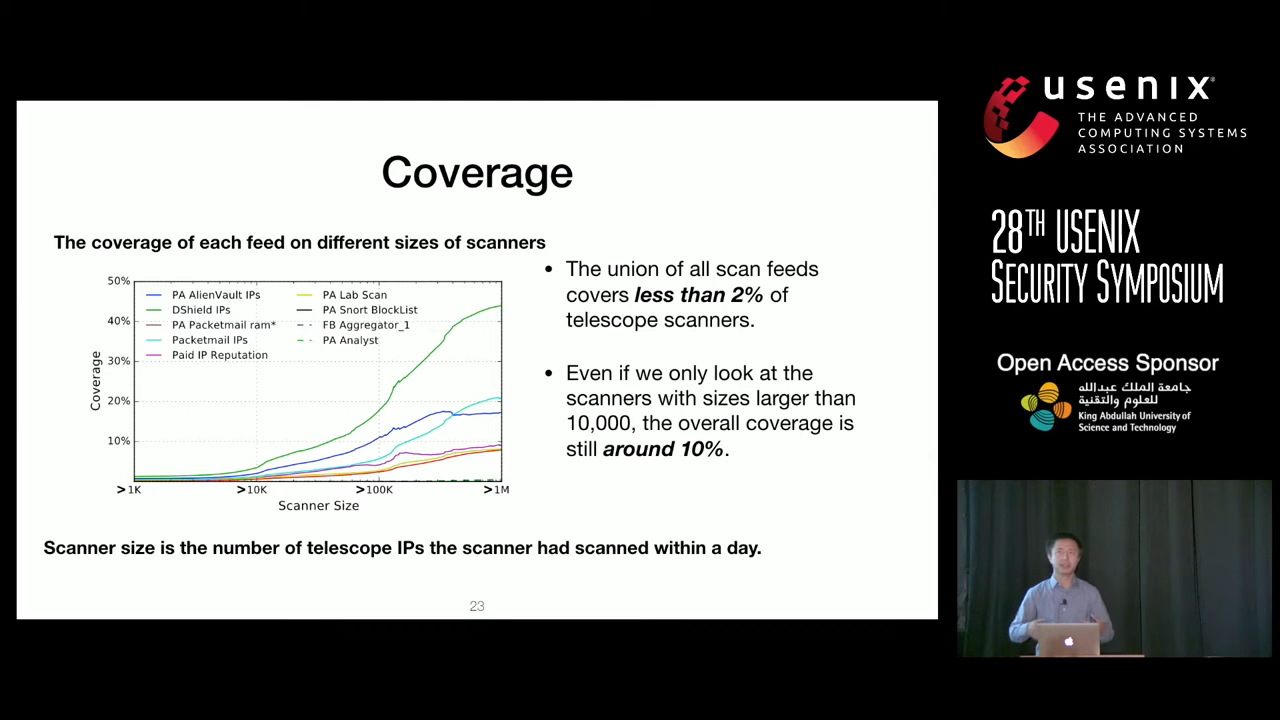 Coverage
The coverage of each feed on different sizes of scanners
50%
40%
30%
20%
10%
Coverage
PA AlienVault IPs
DShield IPs
PA Packetmail ram*
Packetmail IPs
Paid IP Reputation
PA Lab Scan
PA Snort BlockList
FB Aggregator_1
PA Analyst
>1K
>10K
>100K
>1M
Scanner Size
• The union of all scan feeds
covers less than 2% of
telescope scanners.
• Even if we only look at the
scanners with sizes larger than
10,000, the overall coverage is
still around 10%.
Scanner size is the number of telescope IPs the scanner had scanned within a day.
23
usenix®
THE ADVANCED
COMPUTING SYSTEMS
ASSOCIATION
28TH USENIX
SECURITY SYMPOSIUM
Open Access Sponsor
جامعة الملك عبدالله
للعلوم والتقنية
King Abdullah University of
Science and Technology